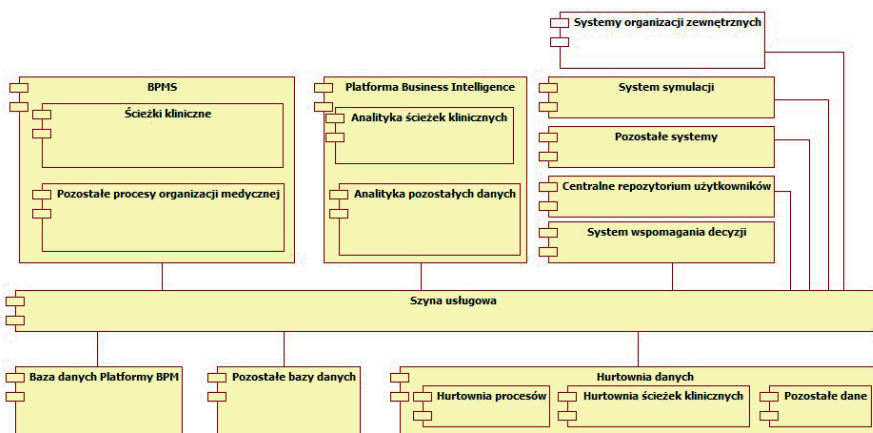 Systemy organizacji zewnętrznych
BPMS
Platforma Business Intelligence
System symulacji
Ścieżki kliniczne
Analityka ścieżek klinicznych
Pozostałe systemy
Pozostałe procesy organizacji medycznej
Analityka pozostałych danych
Centralne repozytorium użytkowników
System wspomagania decyzji
Szyna usługowa
Baza danych Platformy BPM
Pozostałe bazy danych
Hurtownia danych
Hurtownia procesów
Hurtownia ścieżek klinicznych
Pozostałe dane